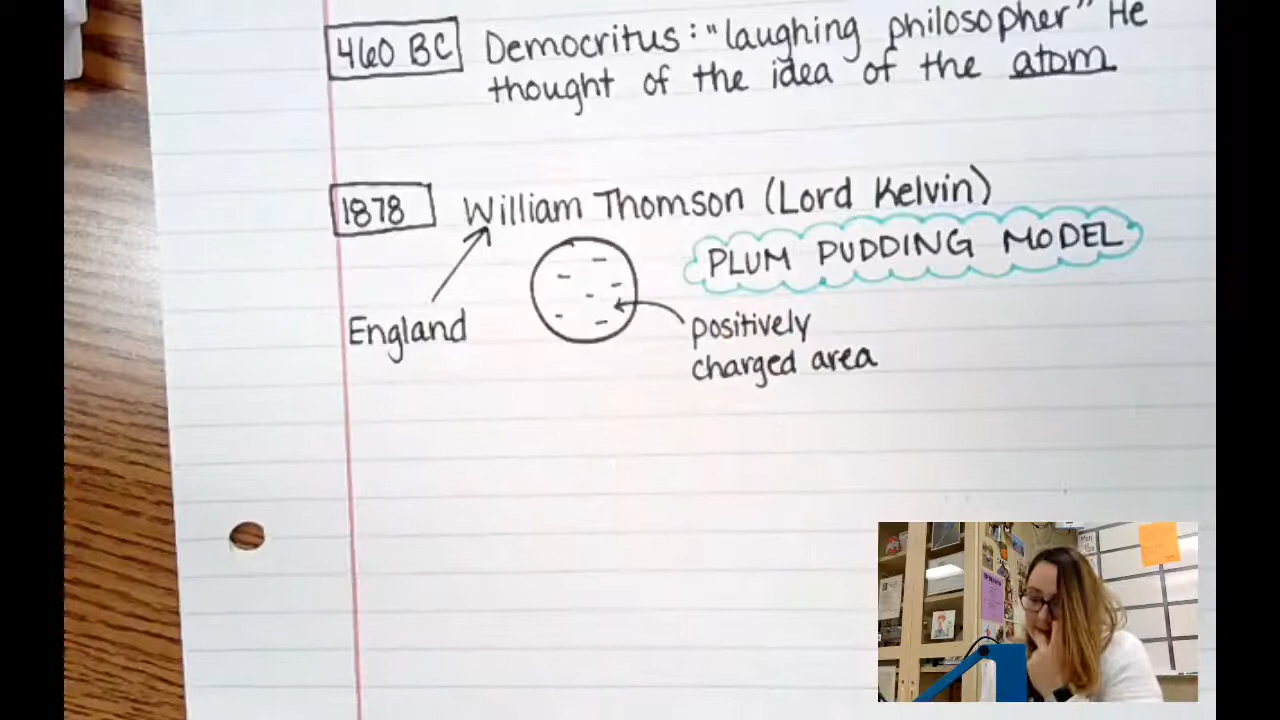 460 BC Democritus: "laughing philosopher" He
thought of the idea of the atom
1878 William Thomson (Lord Kelvin)
PLUM PUDDING MODEL
England
positively
charged area